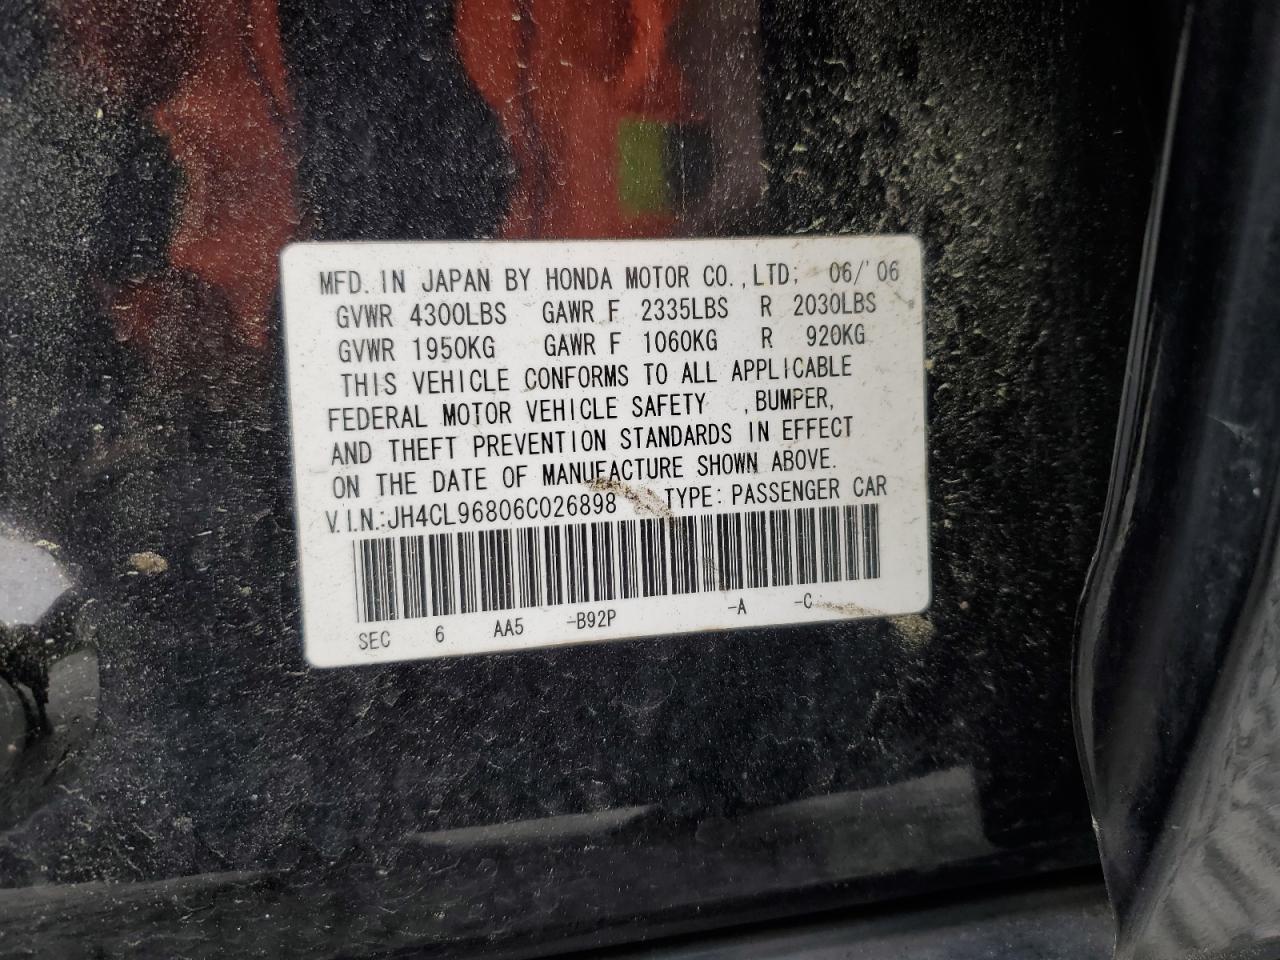 MFD. IN JAPAN BY HONDA MOTOR CO., LTD; 06/'06
GVWR 4300LBS GAWR F 2335LBS R 2030LBS
GVWR 1950KG GAWR F 1060KG R 920KG
THIS VEHICLE CONFORMS TO ALL APPLICABLE
FEDERAL MOTOR VEHICLE SAFETY , BUMPER,
AND THEFT PREVENTION STANDARDS IN EFFECT
ON THE DATE OF MANUFACTURE SHOWN ABOVE.
V.I.N.:JH4CL96806C026898 TYPE: PASSENGER CAR
SEC 6 AA5 -B92P -A -C